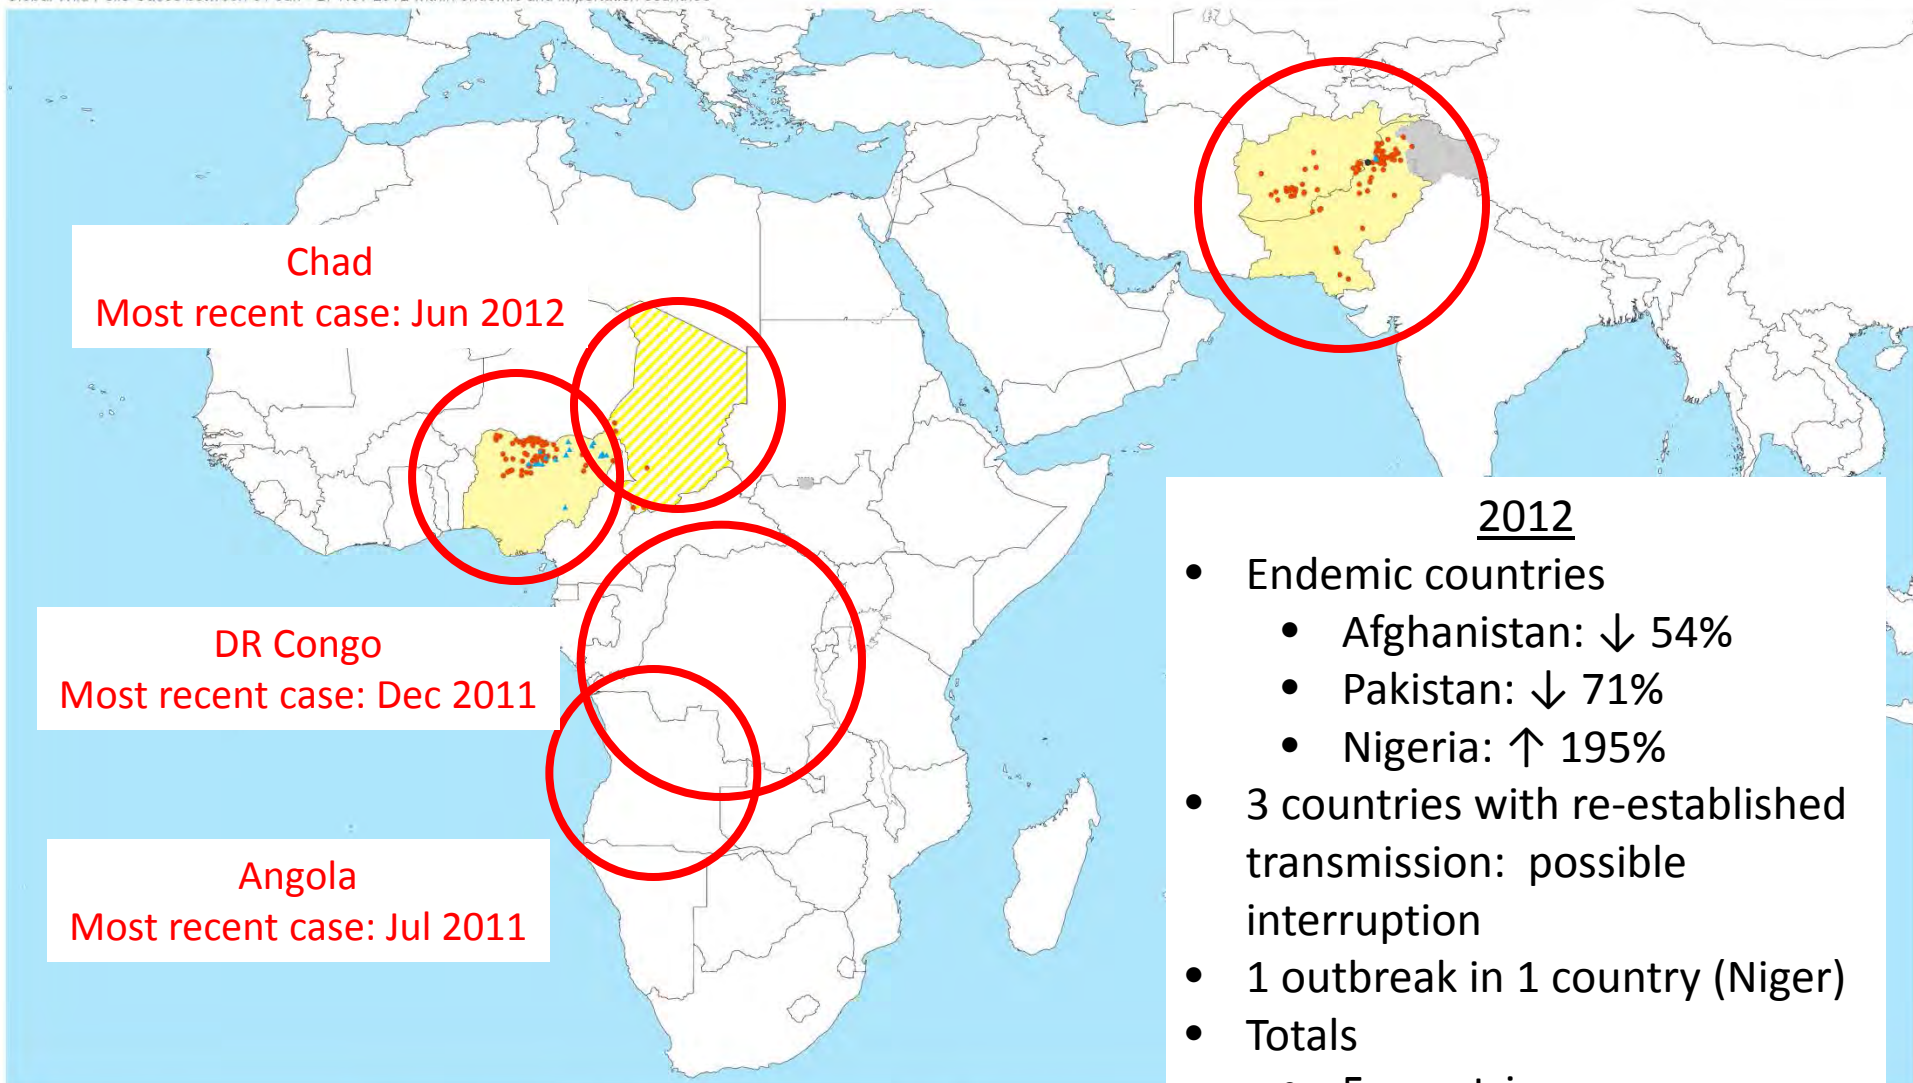 Chad
Most recent case: Jun 2012
DR Congo
Most recent case: Dec 2011
Angola
Most recent case: Jul 2011
2012
• Endemic countries
• Afghanistan: ↓ 54%
• Pakistan: ↓ 71%
• Nigeria: ↑ 195%
• 3 countries with re-established
transmission: possible
interruption
• 1 outbreak in 1 country (Niger)
• Totals